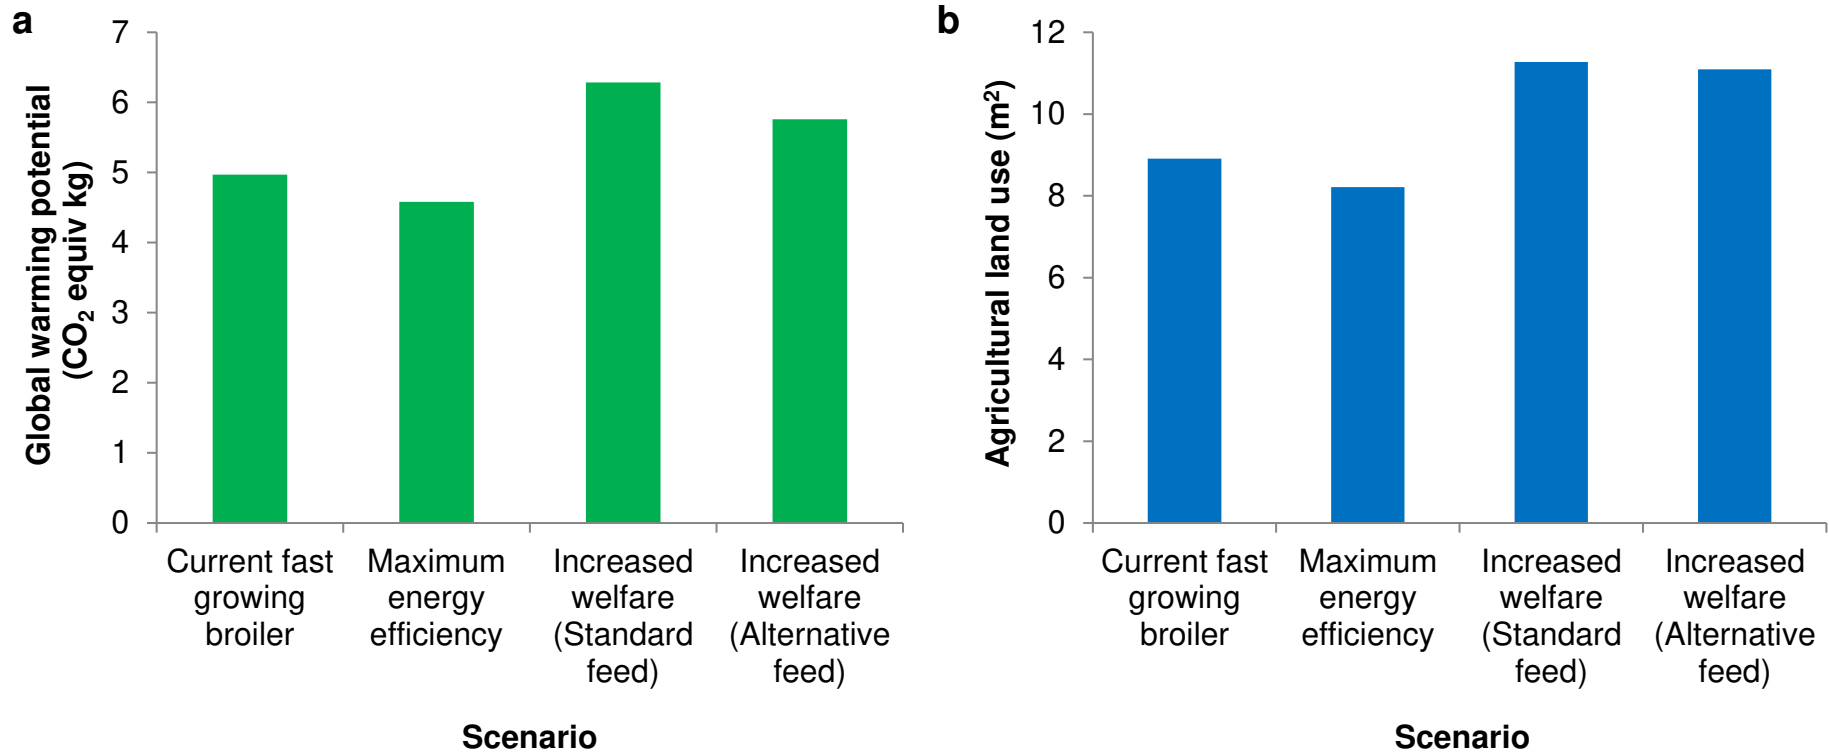 a
7
6
5
4
3
2
1
0
Global warming potential
(CO₂ equiv kg)
Current fast
growing
broiler
Maximum
energy
efficiency
Increased
welfare
(Standard
feed)
Increased
welfare
(Alternative
feed)
Scenario
b
12
10
8
6
4
2
0
Agricultural land use (m²)
Current fast
growing
broiler
Maximum
energy
efficiency
Increased
welfare
(Standard
feed)
Increased
welfare
(Alternative
feed)
Scenario